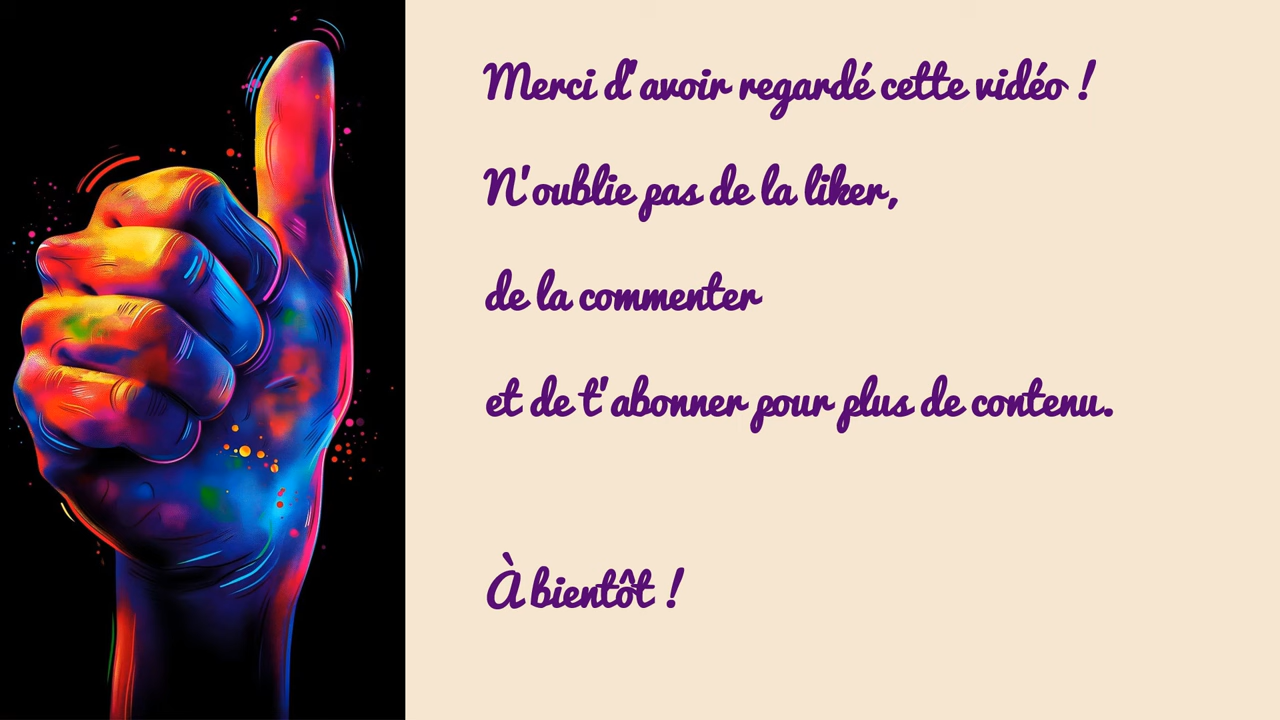 Merci d'avoir regardé cette vidéo !
N'oublie pas de la liker,
de la commenter
et de t'abonner pour plus de contenu.
À bientôt !